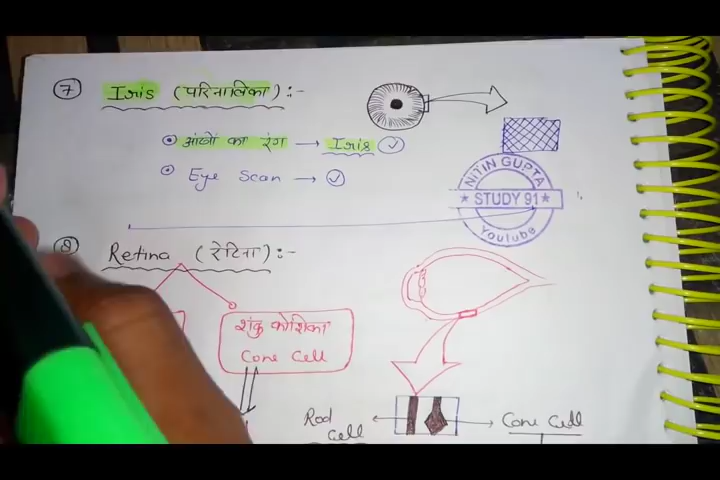 7 Iris (परितालिका) :-
आंखों का रंग → Iris
Eye Scan →
NITIN GUPTA
STUDY 91
Youtube
8 Retina (रेटिना) :-
शंकु कोशिका
Cone Cell
Rod Cell
Cone Cell